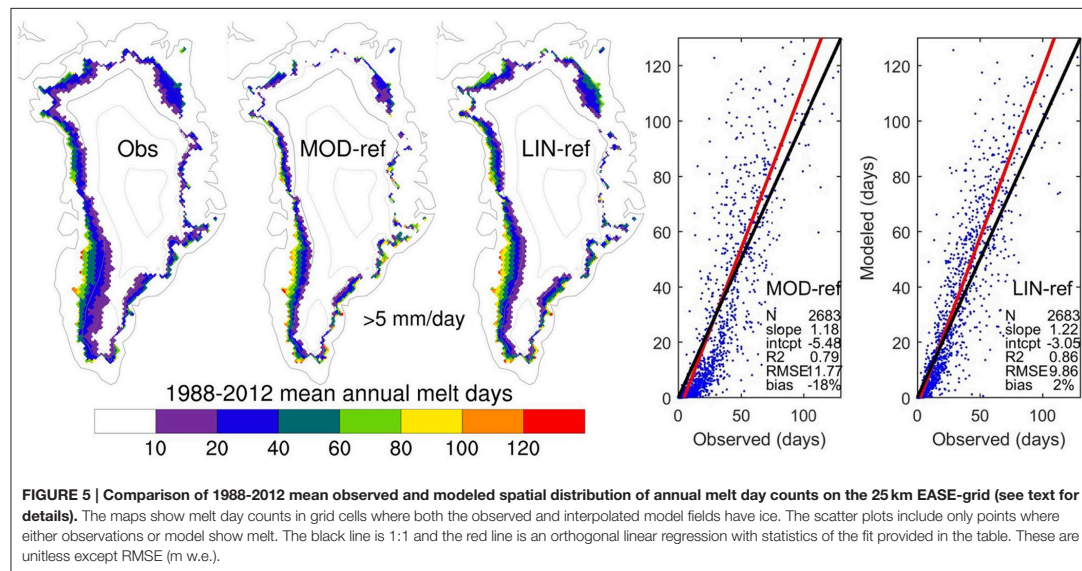 Obs
MOD-ref
LIN-ref
>5 mm/day
1988-2012 mean annual melt days
10 20 40 60 80 100 120
120
100
80
60
40
20
0
0 50 100
Observed (days)
MOD-ref
N 2683
slope 1.18
intcpt -5.48
R2 0.79
RMSE11.77
bias -18%
Modeled (days)
120
100
80
60
40
20
0
0 50 100
Observed (days)
LIN-ref
N 2683
slope 1.22
intcpt -3.05
R2 0.86
RMSE9.86
bias 2%
FIGURE 5 | Comparison of 1988-2012 mean observed and modeled spatial distribution of annual melt day counts on the 25 km EASE-grid (see text for
details). The maps show melt day counts in grid cells where both the observed and interpolated model fields have ice. The scatter plots include only points where
either observations or model show melt. The black line is 1:1 and the red line is an orthogonal linear regression with statistics of the fit provided in the table. These are
unitless except RMSE (m w.e.).